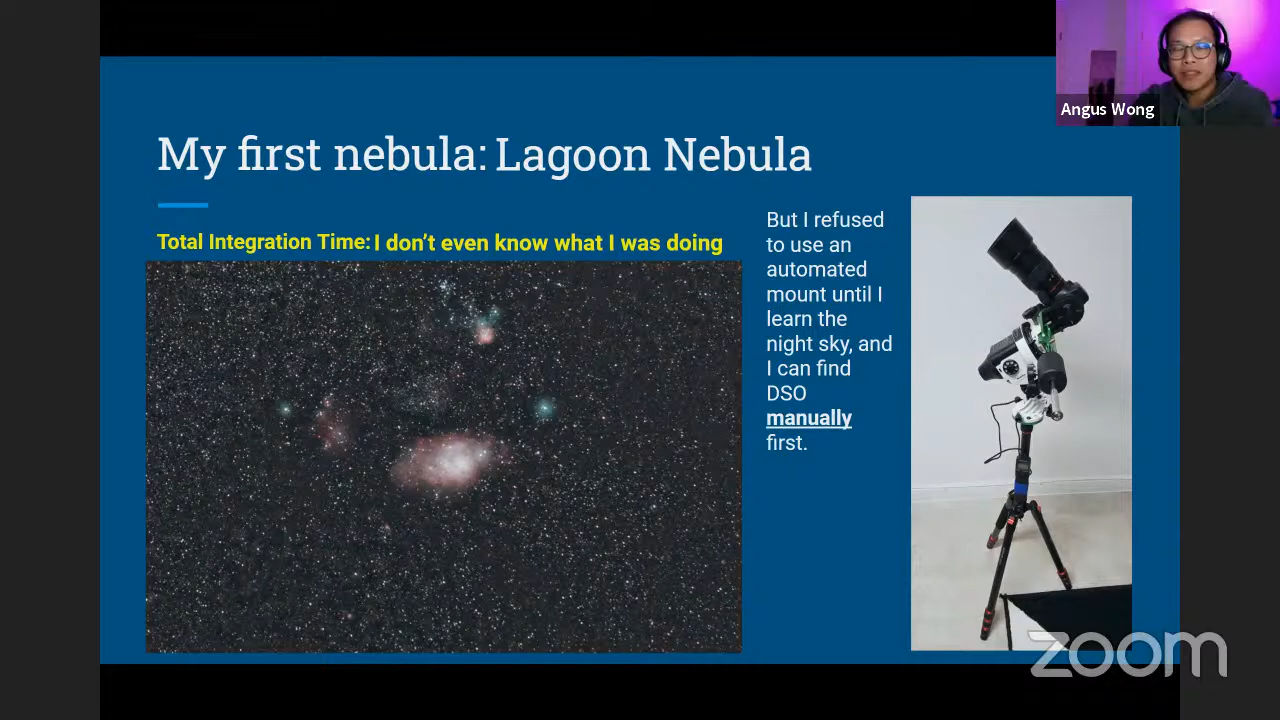 Angus Wong
My first nebula: Lagoon Nebula
Total Integration Time: I don’t even know what I was doing
But I refused
to use an
automated
mount until I
learn the
night sky, and
I can find
DSO
manually
first.
zoom